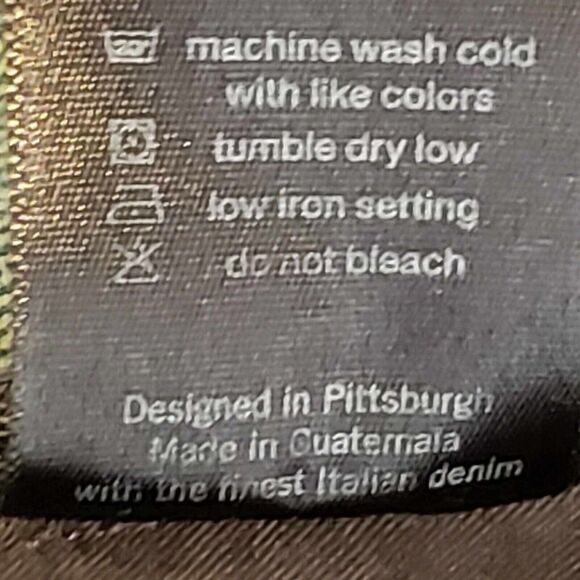 machine wash cold
with like colors
tumble dry low
low iron setting
do not bleach
Designed in Pittsburgh
Made in Guatemala
with the finest Italian denim